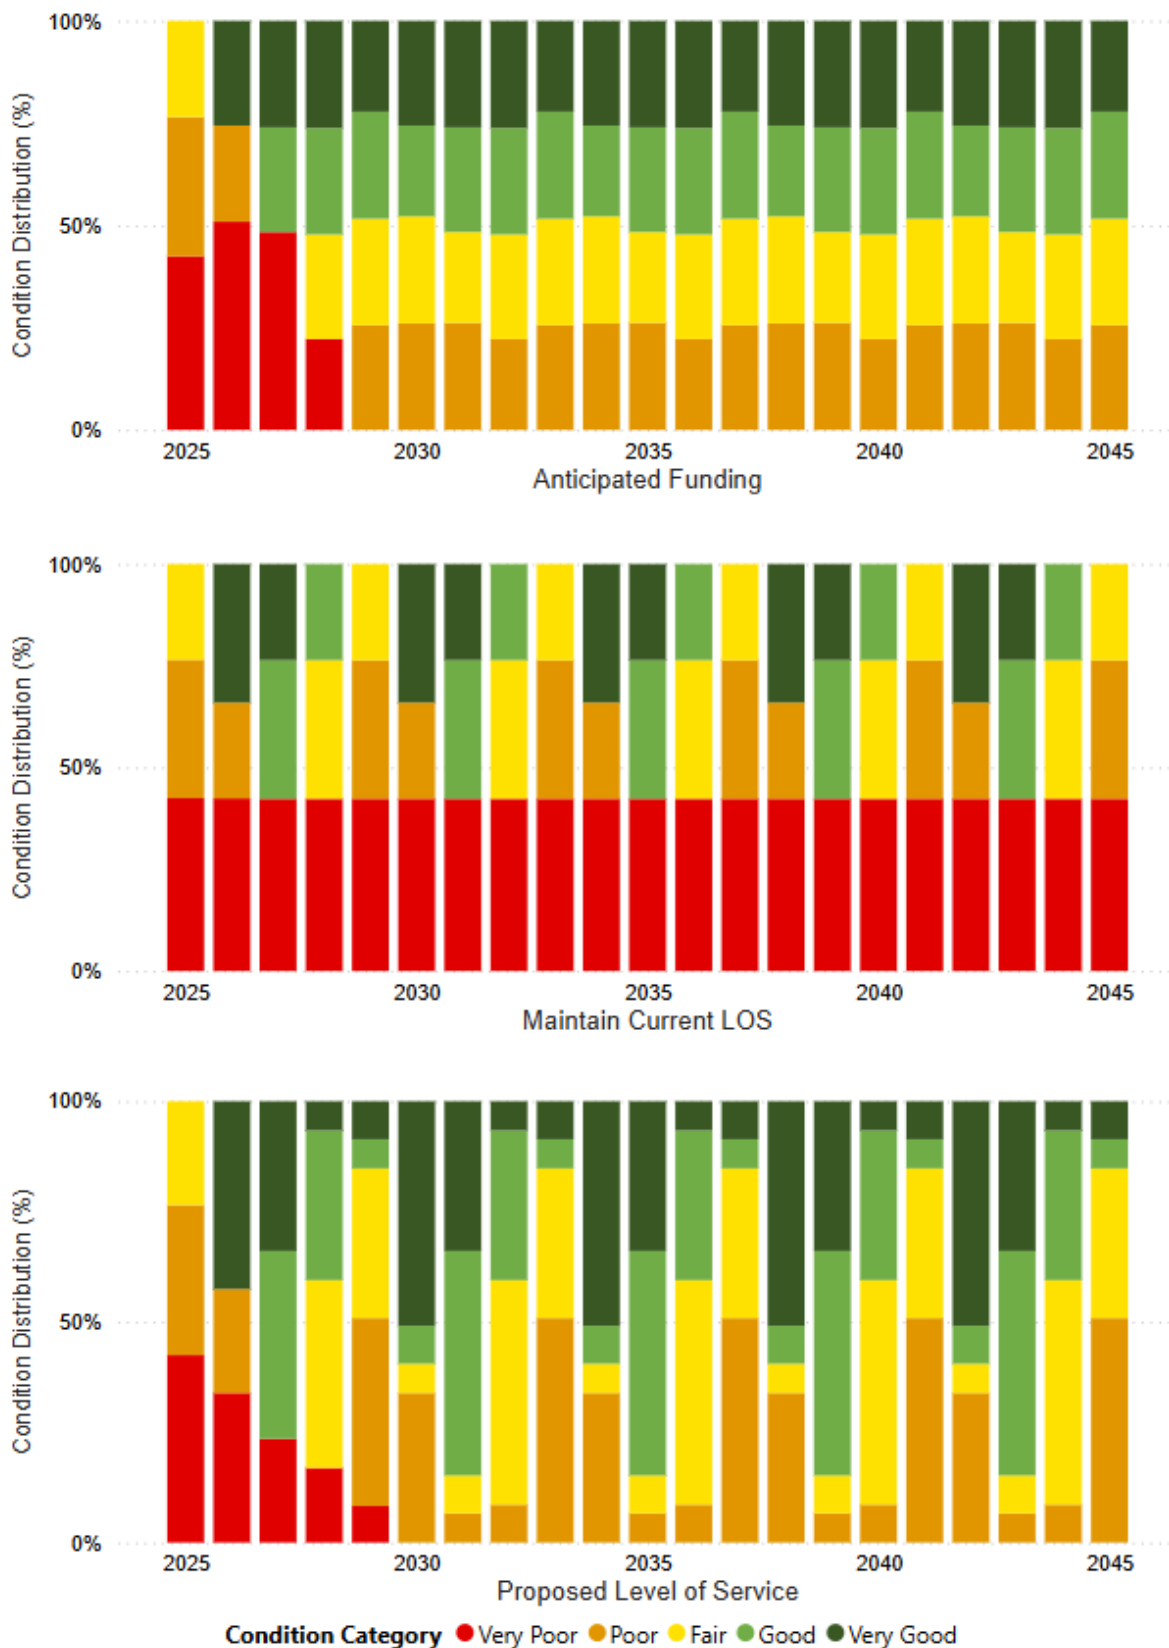 Condition Distribution (%)
100%
50%
0%
2025 2030 2035 2040 2045
Anticipated Funding
Condition Distribution (%)
100%
50%
0%
2025 2030 2035 2040 2045
Maintain Current LOS
Condition Distribution (%)
100%
50%
0%
2025 2030 2035 2040 2045
Proposed Level of Service
Condition Category Very Poor Poor Fair Good Very Good